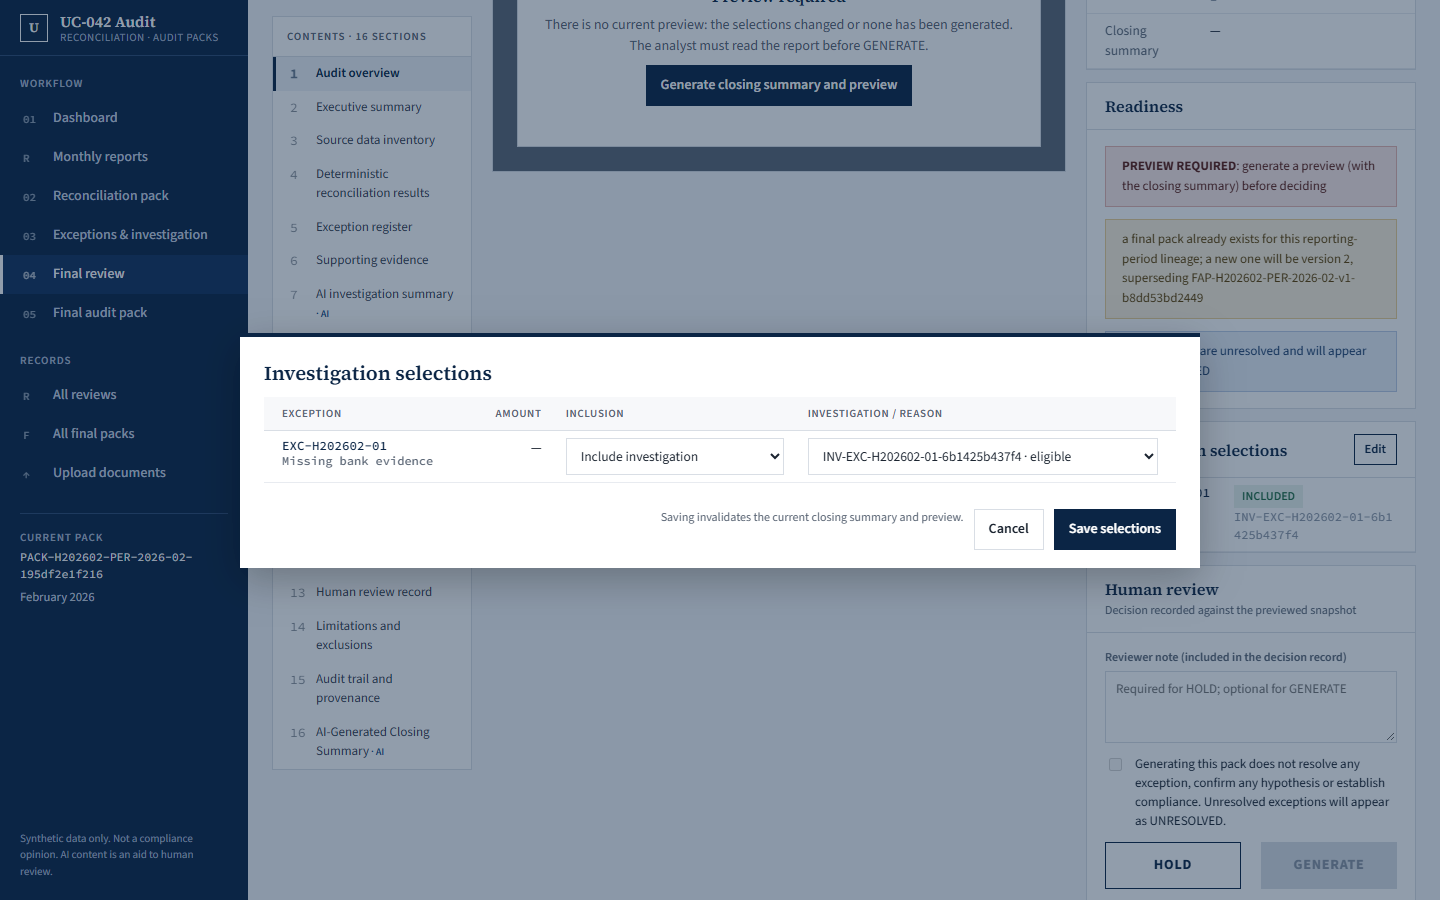 U
UC-042 Audit
RECONCILIATION · AUDIT PACKS
WORKFLOW
01 Dashboard
R Monthly reports
02 Reconciliation pack
03 Exceptions & investigation
04 Final review
05 Final audit pack
RECORDS
R All reviews
F All final packs
↑ Upload documents
CURRENT PACK
PACK-H202602-PER-2026-02-
195df2e1f216
February 2026
Synthetic data only. Not a compliance
opinion. AI content is an aid to human
review.
CONTENTS · 16 SECTIONS
1 Audit overview
2 Executive summary
3 Source data inventory
4 Deterministic
reconciliation results
5 Exception register
6 Supporting evidence
7 AI investigation summary
· AI
13 Human review record
14 Limitations and
exclusions
15 Audit trail and
provenance
16 AI-Generated Closing
Summary · AI
Preview required
There is no current preview: the selections changed or none has been generated.
The analyst must read the report before GENERATE.
Generate closing summary and preview
Investigation selections
EXCEPTION AMOUNT INCLUSION INVESTIGATION / REASON
EXC-H202602-01 — Include investigation INV-EXC-H202602-01-6b1425b437f4 · eligible
Missing bank evidence
Saving invalidates the current closing summary and preview.
Cancel
Save selections
Closing —
summary
Readiness
PREVIEW REQUIRED: generate a preview (with
the closing summary) before deciding
a final pack already exists for this reporting-
period lineage; a new one will be version 2,
superseding FAP-H202602-PER-2026-02-v1-
b8dd53bd2449
are unresolved and will appear
selections
Edit
INCLUDED
INV-EXC-H202602-01-6b1
425b437f4
Human review
Decision recorded against the previewed snapshot
Reviewer note (included in the decision record)
Required for HOLD; optional for GENERATE
Generating this pack does not resolve any
exception, confirm any hypothesis or establish
compliance. Unresolved exceptions will appear
as UNRESOLVED.
HOLD
GENERATE